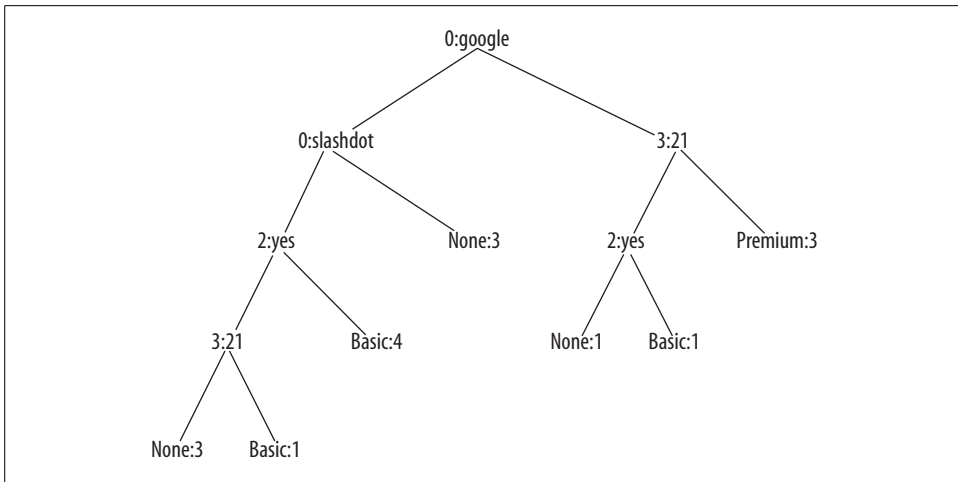 0:google
0:slashdot 3:21
2:yes None:3 2:yes Premium:3
3:21 Basic:4 None:1 Basic:1
None:3 Basic:1